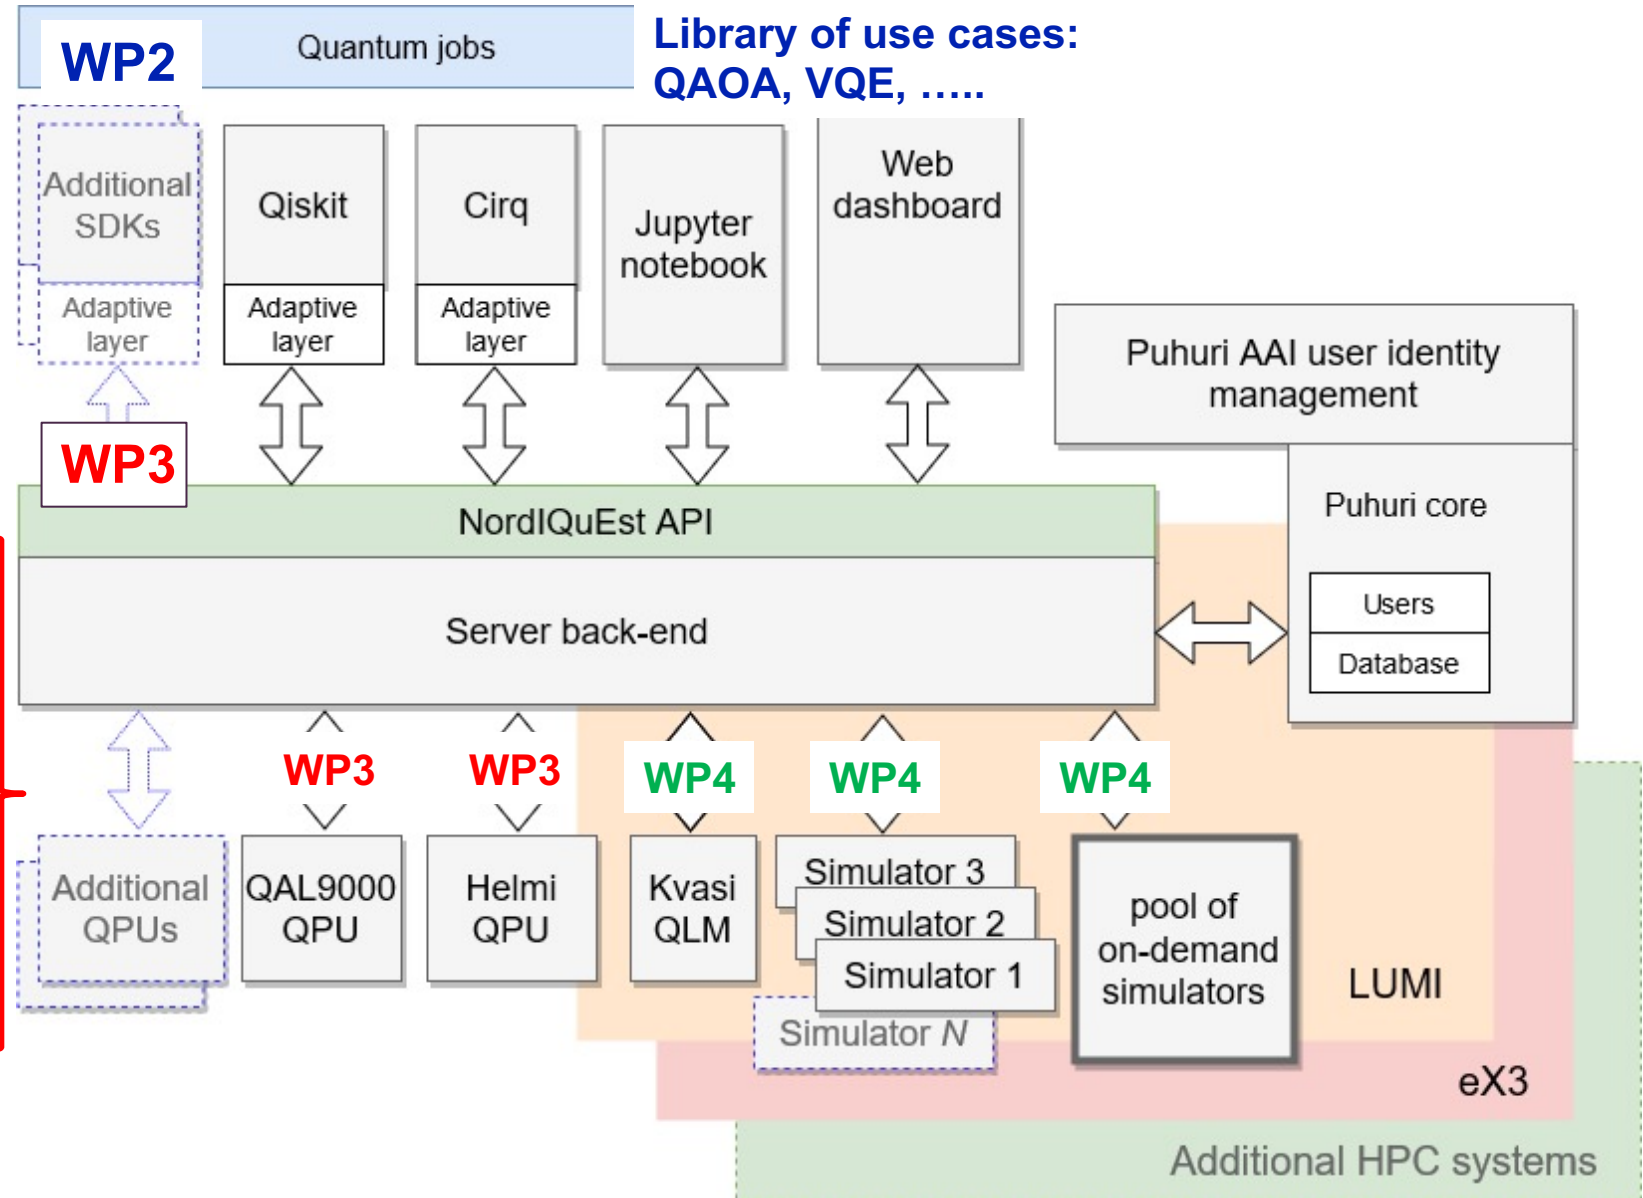 WP2
Quantum jobs
Library of use cases:
QAOA, VQE, …..
Additional
SDKs
Adaptive
layer
Qiskit
Adaptive
layer
Cirq
Adaptive
layer
Jupyter
notebook
Web
dashboard
Puhuri AAI user identity
management
WP3
NordIQuEst API
Puhuri core
Users
Database
Server back-end
WP3
WP3
WP4
WP4
WP4
Additional
QPUs
QAL9000
QPU
Helmi
QPU
Kvasi
QLM
Simulator 3
Simulator 2
Simulator 1
Simulator N
pool of
on-demand
simulators
LUMI
eX3
Additional HPC systems